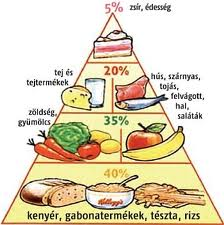 5% zsír, édesség
tej és
tejtermékek
20%
hús, szárnyas,
tojás,
felvágott,
hal,
saláták
zöldség,
gyümölcs
35%
40%
Kellogg's
kenyér, gabonatermékek, tészta, rizs